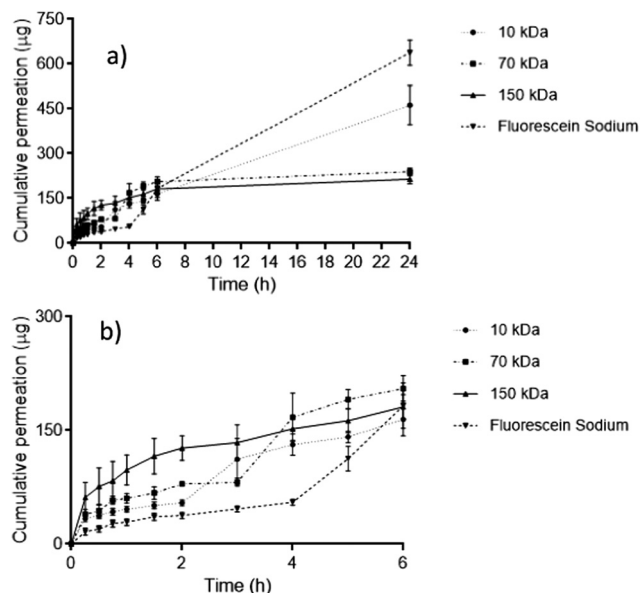 a)
Cumulative permeation (μg)
750
600
450
300
150
0
0 2 4 6 8 10 12 14 16 18 20 22 24
Time (h)
10 kDa
70 kDa
150 kDa
Fluorescein Sodium
b)
Cumulative permeation (μg)
300
150
0
0 2 4 6
Time (h)
10 kDa
70 kDa
150 kDa
Fluorescein Sodium